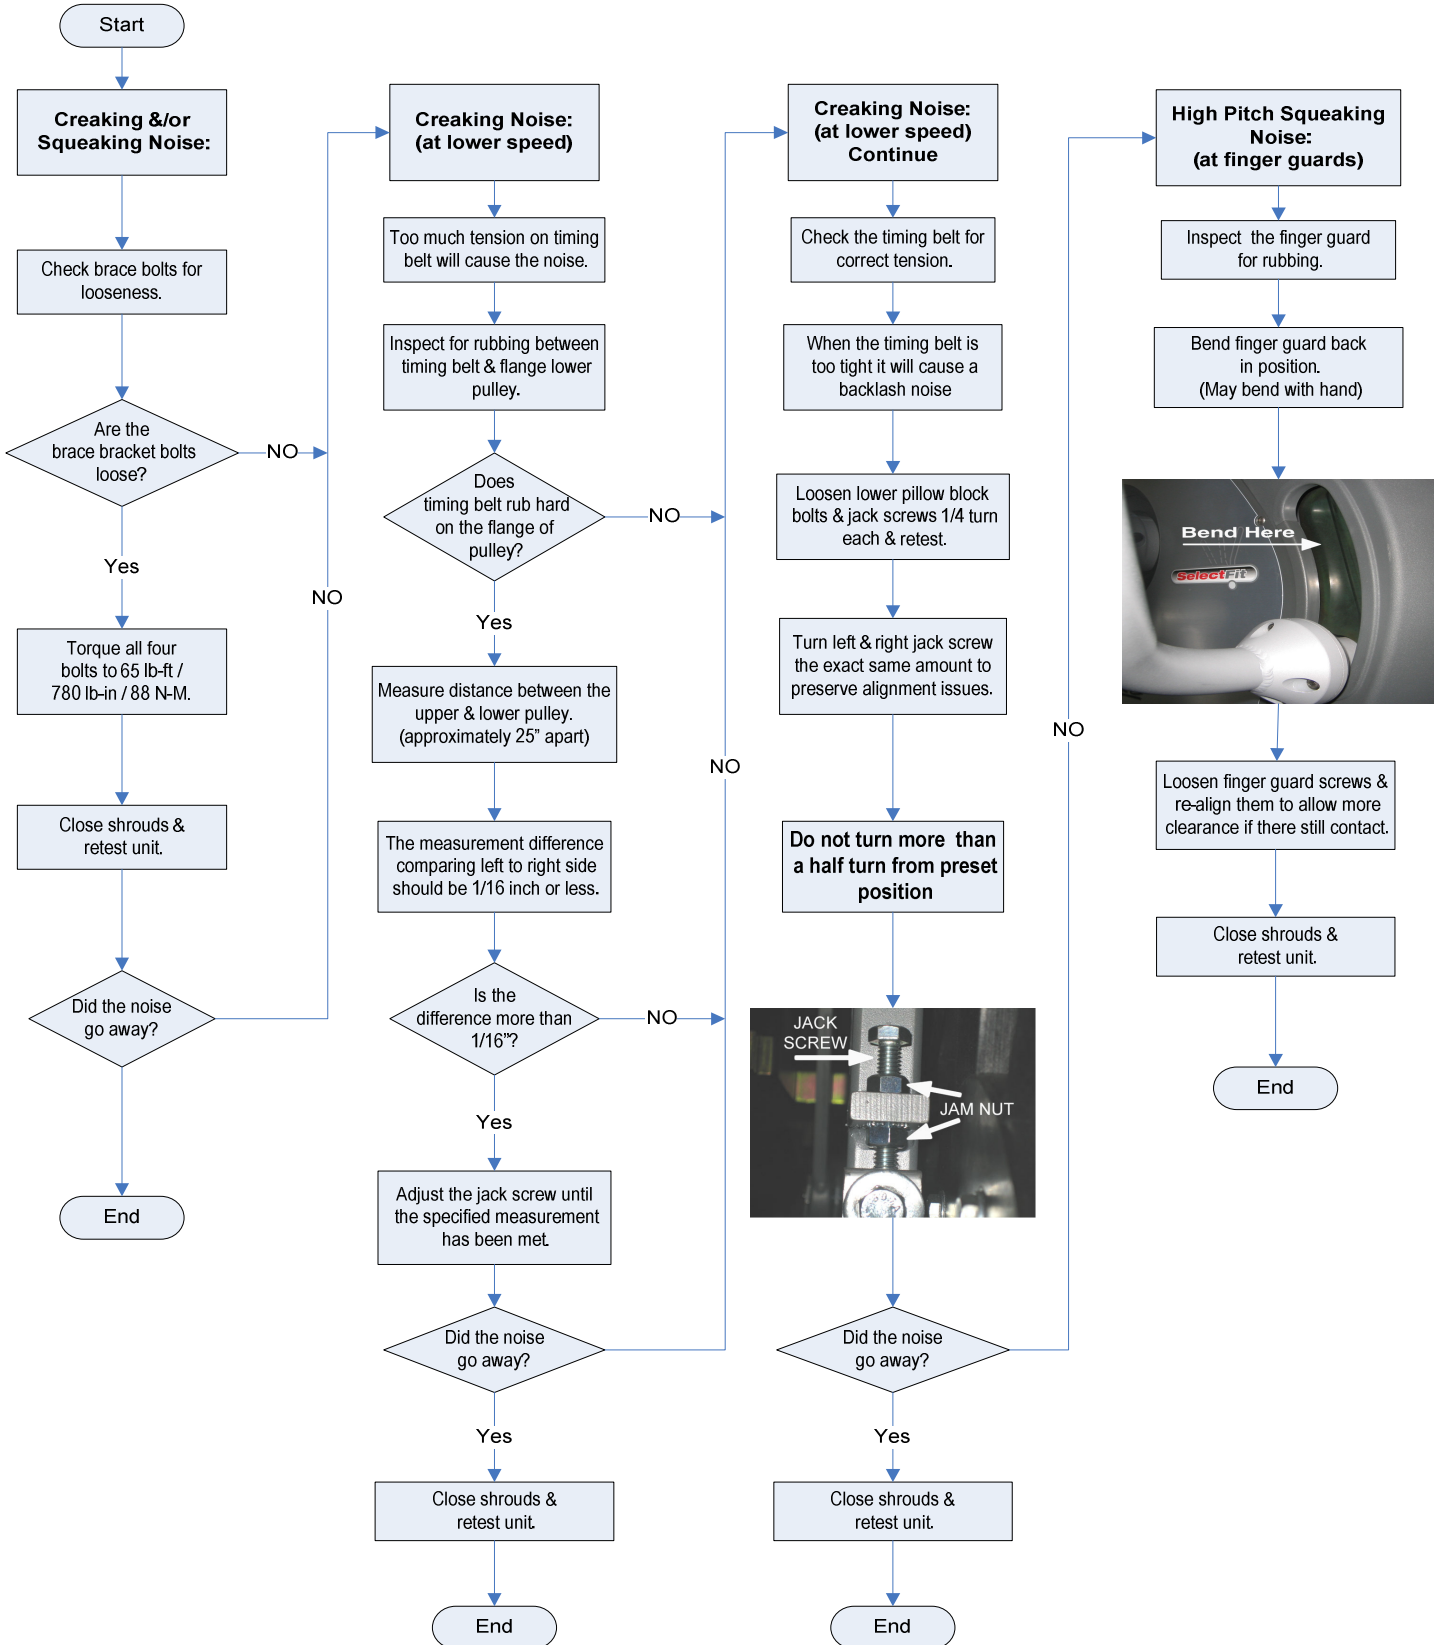 Start
Creaking &/or
Squeaking Noise:
Check brace bolts for
looseness.
Are the
brace bracket bolts
loose?
NO
Yes
NO
Torque all four
bolts to 65 lb-ft /
780 lb-in / 88 N-M.
Close shrouds &
retest unit.
Did the noise
go away?
End
Creaking Noise:
(at lower speed)
Too much tension on timing
belt will cause the noise.
Inspect for rubbing between
timing belt & flange lower
pulley.
Does
timing belt rub hard
on the flange of
pulley?
NO
Yes
Measure distance between the
upper & lower pulley.
(approximately 25” apart)
NO
The measurement difference
comparing left to right side
should be 1/16 inch or less.
Is the
difference more than
1/16”?
NO
Yes
Adjust the jack screw until
the specified measurement
has been met.
Did the noise
go away?
Yes
Close shrouds &
retest unit.
End
Creaking Noise:
(at lower speed)
Continue
Check the timing belt for
correct tension.
When the timing belt is
too tight it will cause a
backlash noise
Loosen lower pillow block
bolts & jack screws 1/4 turn
each & retest.
Turn left & right jack screw
the exact same amount to
preserve alignment issues.
Do not turn more than
a half turn from preset
position
JACK
SCREW
JAM NUT
Did the noise
go away?
NO
Yes
Close shrouds &
retest unit.
End
High Pitch Squeaking
Noise:
(at finger guards)
Inspect the finger guard
for rubbing.
Bend finger guard back
in position.
(May bend with hand)
Bend Here
SelectFit
Loosen finger guard screws &
re-align them to allow more
clearance if there still contact.
Close shrouds &
retest unit.
End